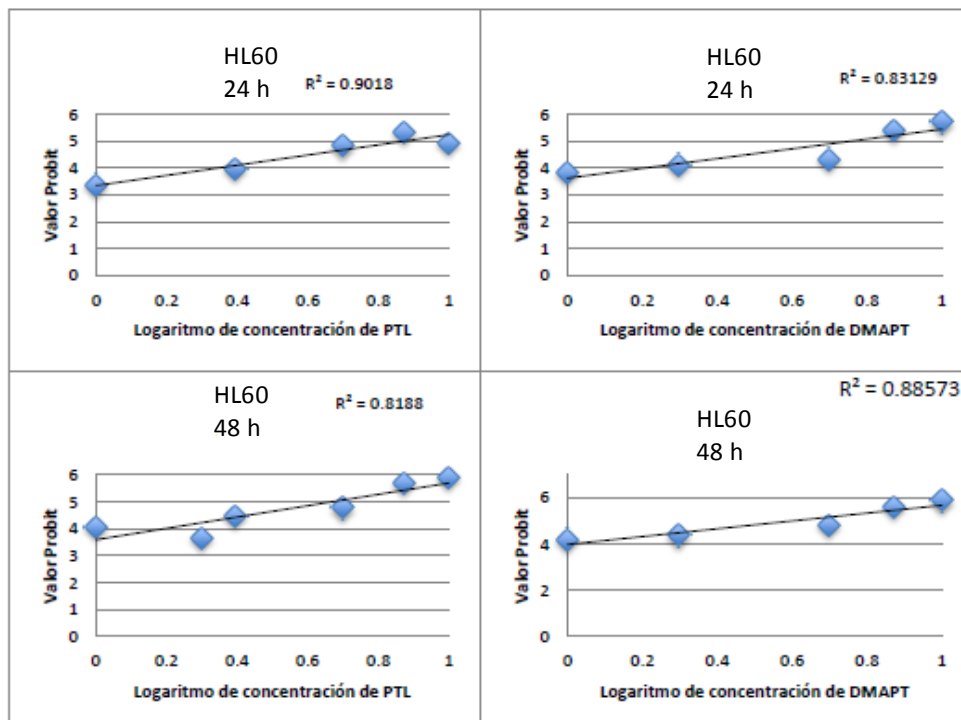 HL60
24 h
R² = 0.9018
Valor Probit
6
5
4
3
2
1
0
0 0.2 0.4 0.6 0.8 1
Logaritmo de concentración de PTL
HL60
24 h
R² = 0.83129
Valor Probit
6
5
4
3
2
1
0
0 0.2 0.4 0.6 0.8 1
Logaritmo de concentración de DMAPT
HL60
48 h
R² = 0.8188
Valor Probit
6
5
4
3
2
1
0
0 0.2 0.4 0.6 0.8 1
Logaritmo de concentración de PTL
R² = 0.88573
HL60
48 h
Valor Probit
6
4
2
0
0 0.2 0.4 0.6 0.8 1
Logaritmo de concentración de DMAPT